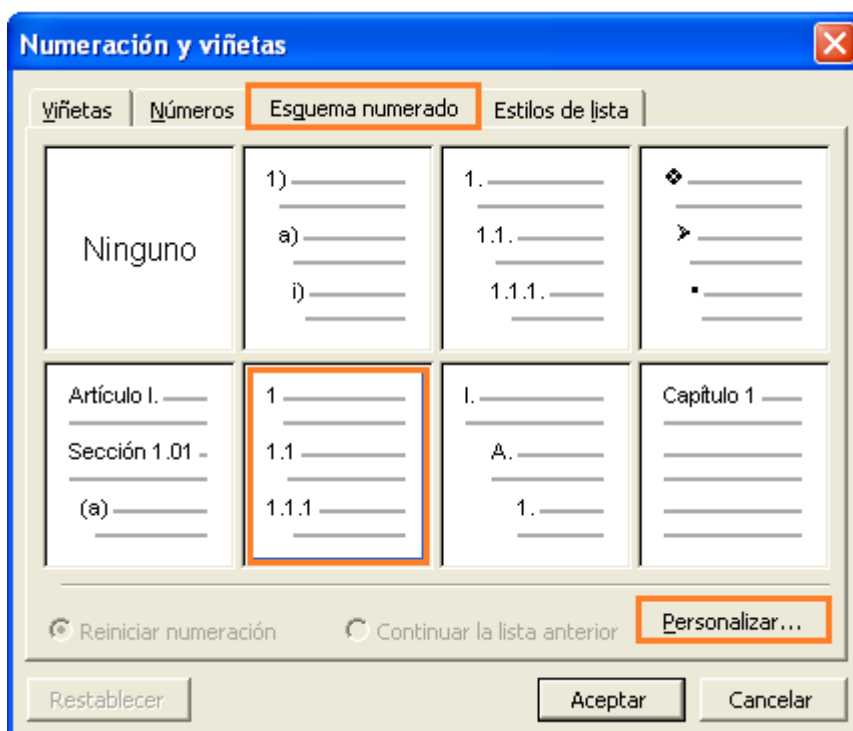 Numeración y viñetas
Viñetas Números Esquema numerado Estilos de lista
Ninguno
1)
a)
i)
1.
1.1.
1.1.1.
Artículo I.
Sección 1.01
(a)
1
1.1
1.1.1
I.
A.
1.
Capítulo 1
Reiniciar numeración Continuar la lista anterior Personalizar...
Restablecer Aceptar Cancelar